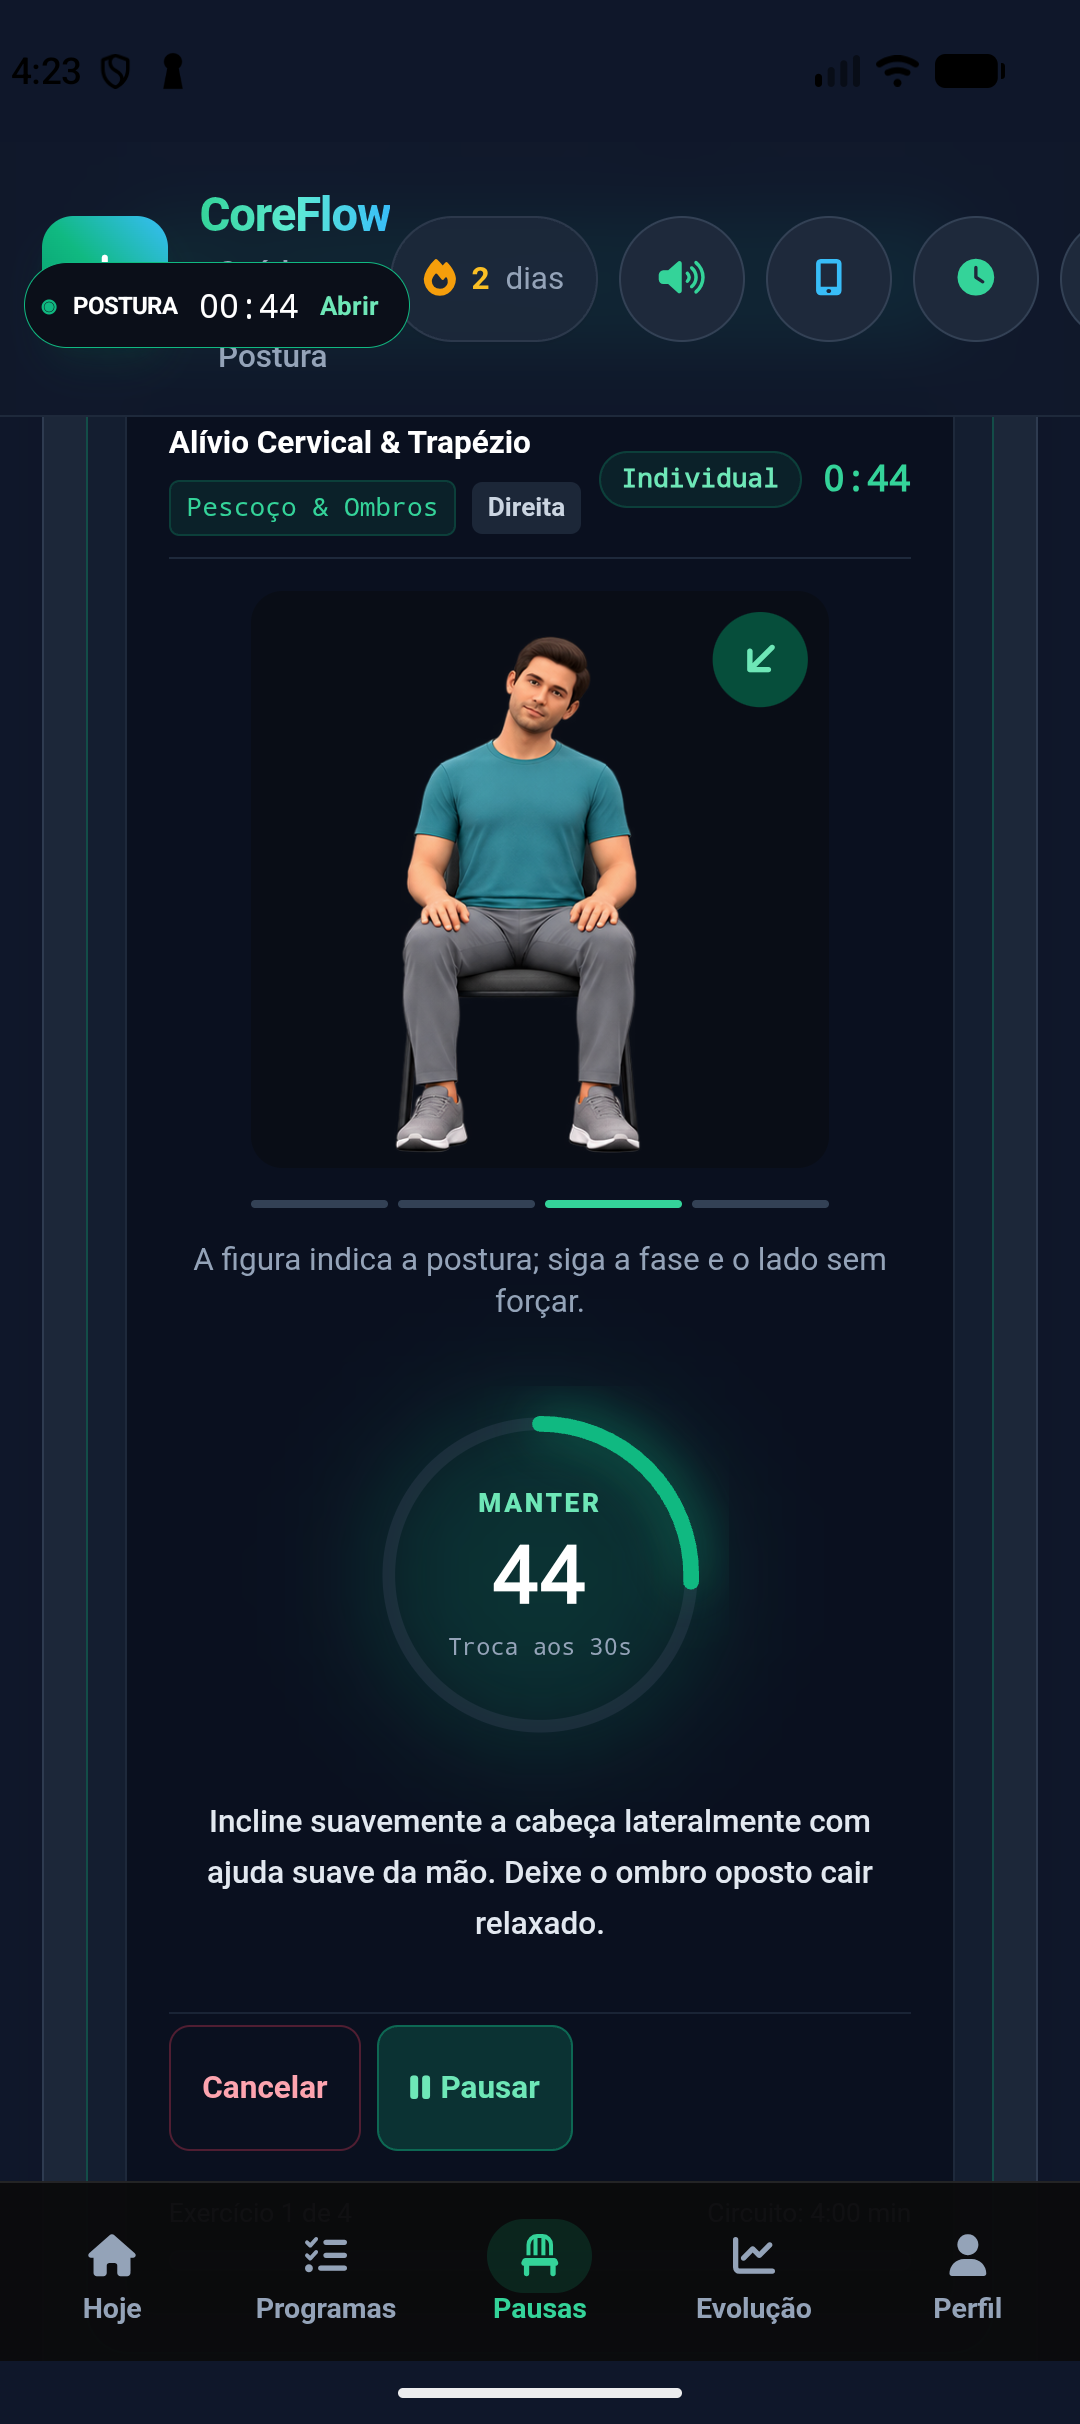 4:23
CoreFlow
POSTURA 00:44 Abrir
2 dias
Postura
Alívio Cervical & Trapézio
Individual 0:44
Pescoço & Ombros Direita
A figura indica a postura; siga a fase e o lado sem
forçar.
MANTER
44
Troca aos 30s
Incline suavemente a cabeça lateralmente com
ajuda suave da mão. Deixe o ombro oposto cair
relaxado.
Cancelar Pausar
Exercício 1 de 4 Circuito: 4:00 min
Hoje Programas Pausas Evolução Perfil